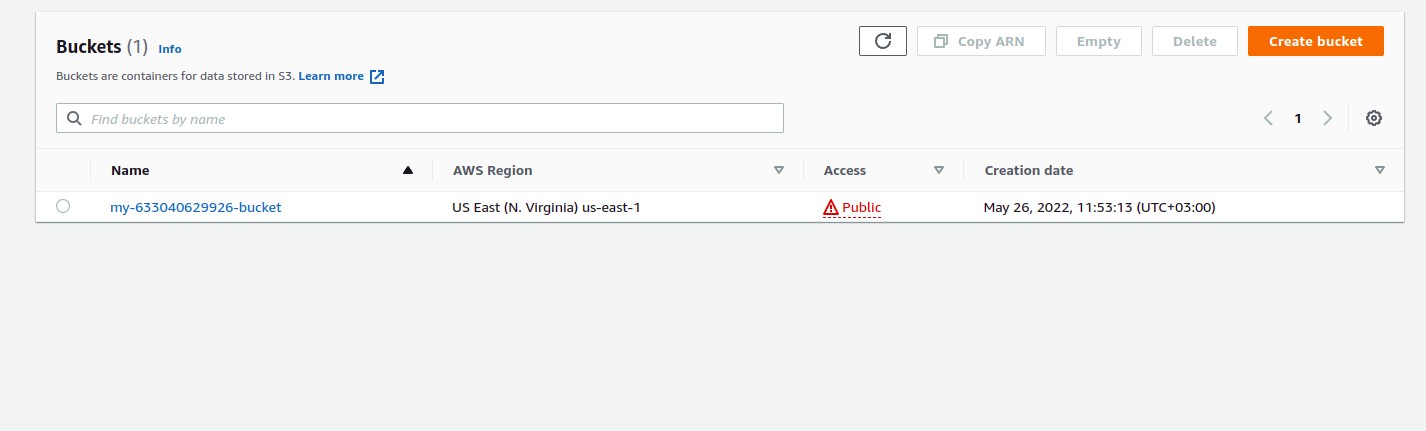 Buckets (1) Info
Copy ARN Empty Delete Create bucket
Buckets are containers for data stored in S3. Learn more
Find buckets by name
1
Name AWS Region Access Creation date
my-633040629926-bucket US East (N. Virginia) us-east-1 Public May 26, 2022, 11:53:13 (UTC+03:00)